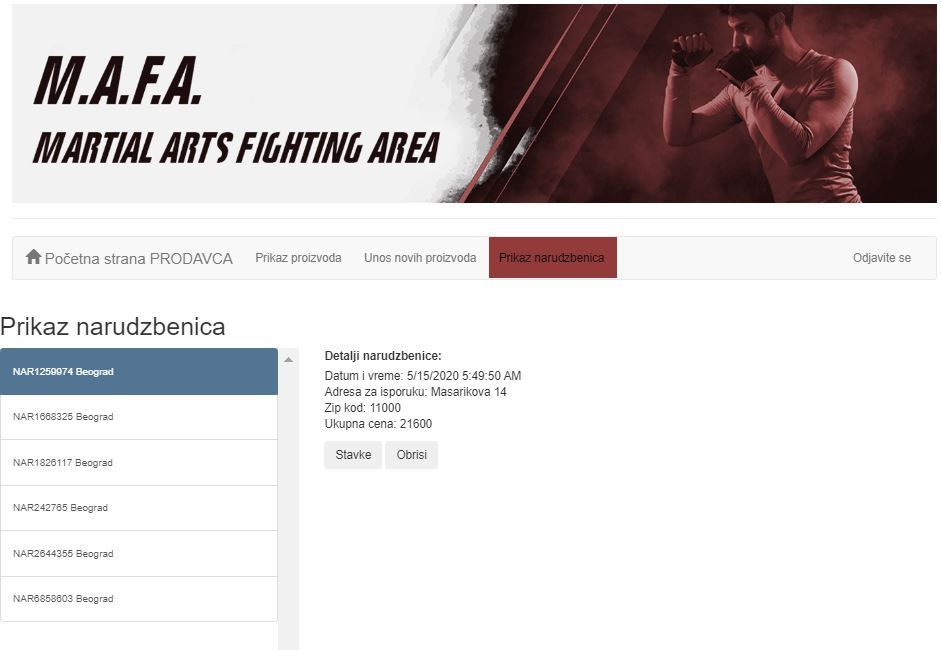 M.A.F.A.
MARTIAL ARTS FIGHTING AREA
Početna strana PRODAVCA Prikaz proizvoda Unos novih proizvoda Prikaz narudzbenica Odjavite se
Prikaz narudzbenica
NAR1259974 Beograd
NAR1668325 Beograd
NAR1826117 Beograd
NAR242765 Beograd
NAR2644355 Beograd
NAR6858603 Beograd
Detalji narudzbenice:
Datum i vreme: 5/15/2020 5:49:50 AM
Adresa za isporuku: Masarikova 14
Zip kod: 11000
Ukupna cena: 21600
Stavke Obrisi